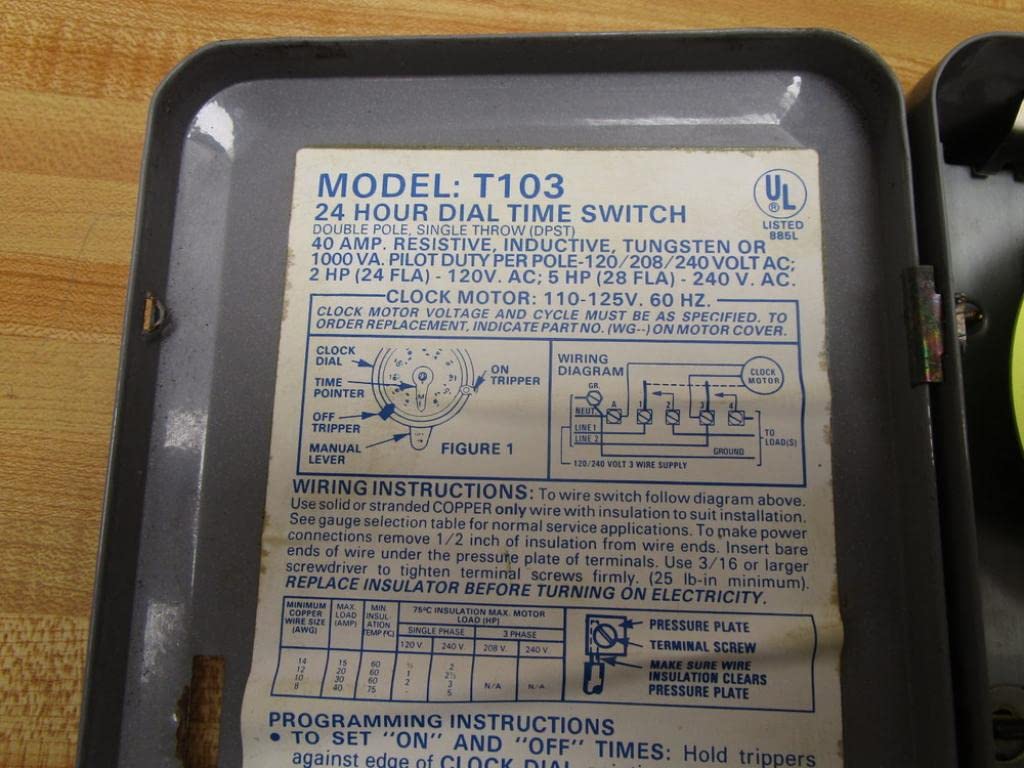 MODEL: T103
24 HOUR DIAL TIME SWITCH
DOUBLE POLE, SINGLE THROW (DPST)
40 AMP. RESISTIVE, INDUCTIVE, TUNGSTEN OR
1000 VA. PILOT DUTY PER POLE-120/208/240 VOLT AC;
2 HP (24 FLA) - 120V. AC; 5 HP (28 FLA) - 240 V. AC.
UL
®
LISTED
885L
CLOCK MOTOR: 110-125V. 60 HZ.
CLOCK MOTOR VOLTAGE AND CYCLE MUST BE AS SPECIFIED. TO
ORDER REPLACEMENT, INDICATE PART NO. (WG--) ON MOTOR COVER.
CLOCK
DIAL
TIME
POINTER
OFF
TRIPPER
MANUAL
LEVER
ON
TRIPPER
FIGURE 1
WIRING
DIAGRAM
CLOCK
MOTOR
GR.
NEUT.
A 1 2 3 4
LINE 1
LINE 2
TO
LOAD(S)
GROUND
120/240 VOLT 3 WIRE SUPPLY
WIRING INSTRUCTIONS: To wire switch follow diagram above.
Use solid or stranded COPPER only wire with insulation to suit installation.
See gauge selection table for normal service applications. To make power
connections remove 1/2 inch of insulation from wire ends. Insert bare
ends of wire under the pressure plate of terminals. Use 3/16 or larger
screwdriver to tighten terminal screws firmly. (25 lb-in minimum).
REPLACE INSULATOR BEFORE TURNING ON ELECTRICITY.
MINIMUM COPPER WIRE SIZE (AWG) MAX. LOAD (AMP) MIN. INSULATION TEMP (°C) 75°C INSULATION MAX. MOTOR LOAD (HP)
SINGLE PHASE 3 PHASE
120 V. 240 V. 208 V. 240 V.
14 15 60 2
12 20 60 1 2½
10 30 60 2 3
8 40 75 - 5 N/A N/A
PRESSURE PLATE
TERMINAL SCREW
MAKE SURE WIRE
INSULATION CLEARS
PRESSURE PLATE
PROGRAMMING INSTRUCTIONS
• TO SET "ON" AND "OFF" TIMES: Hold trippers
against edge of CLOCK DIAL